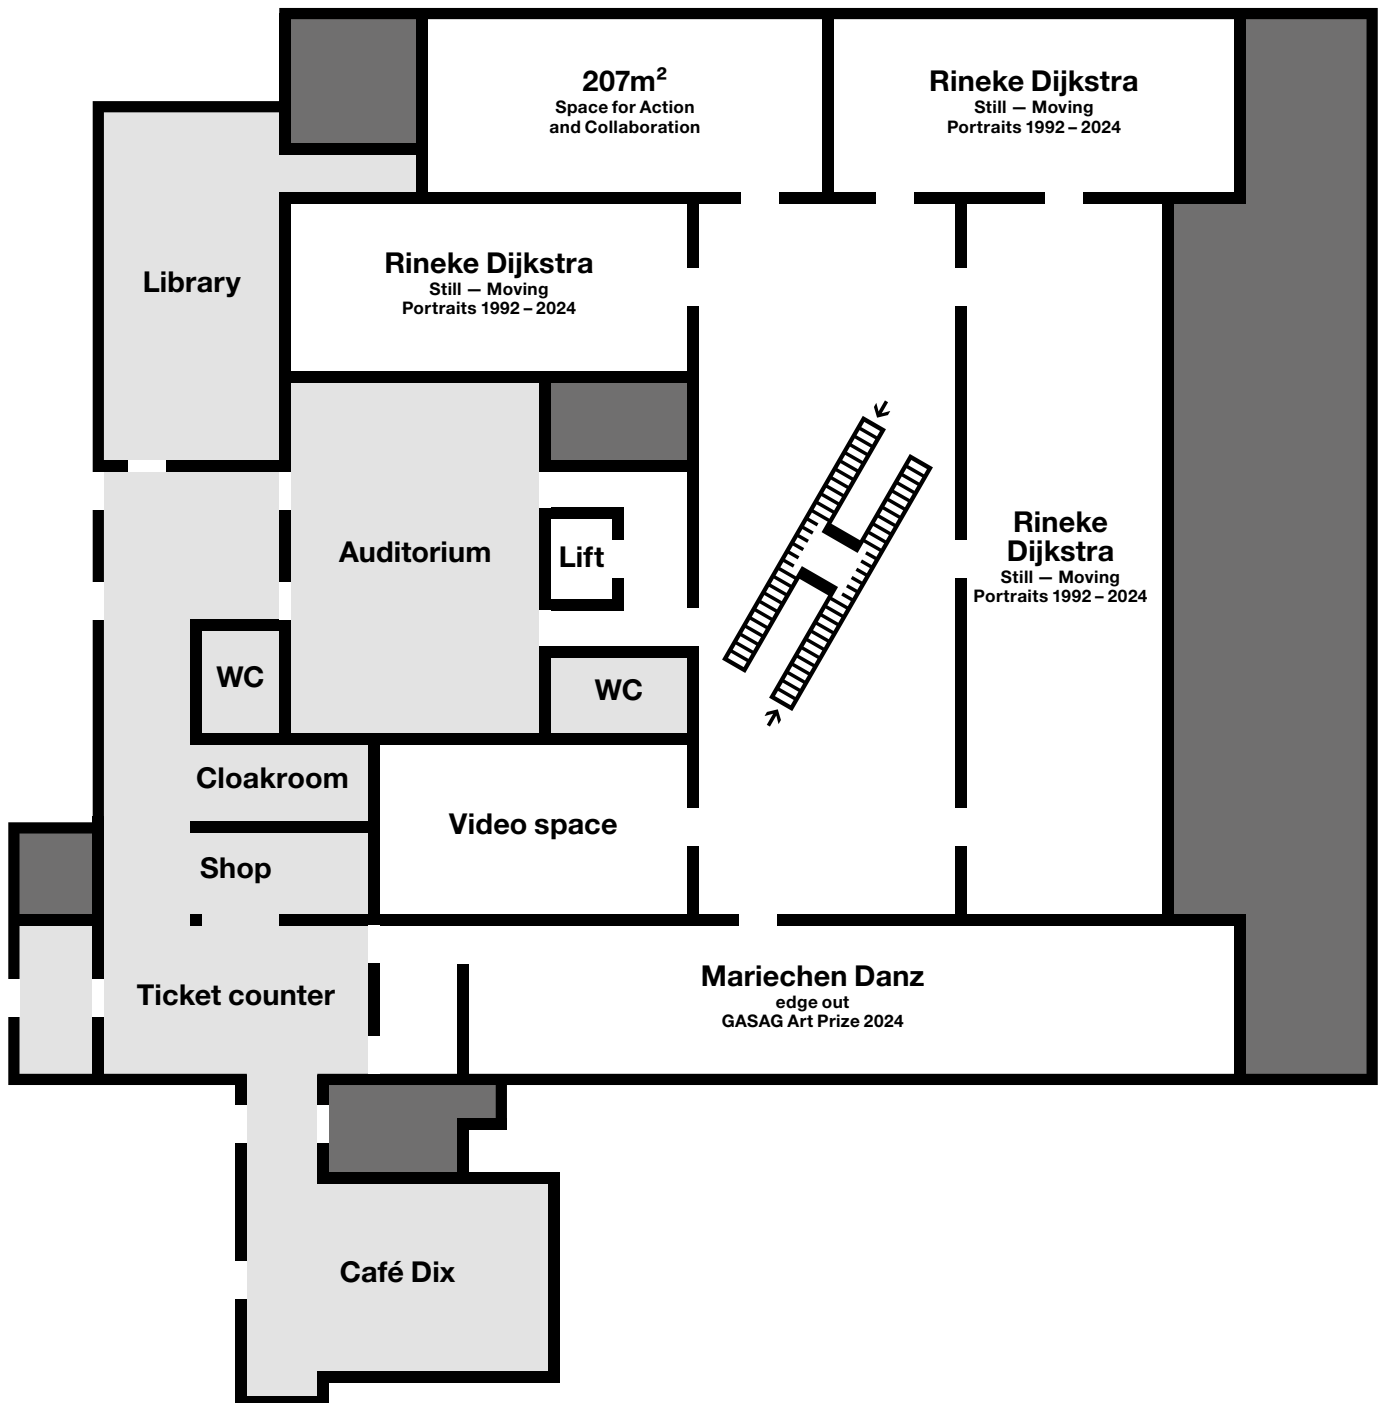 207m²
Space for Action
and Collaboration
Rineke Dijkstra
Still — Moving
Portraits 1992 – 2024
Library
Rineke Dijkstra
Still — Moving
Portraits 1992 – 2024
Auditorium
Lift
Rineke
Dijkstra
Still — Moving
Portraits 1992 – 2024
WC
WC
Cloakroom
Video space
Shop
Ticket counter
Mariechen Danz
edge out
GASAG Art Prize 2024
Café Dix